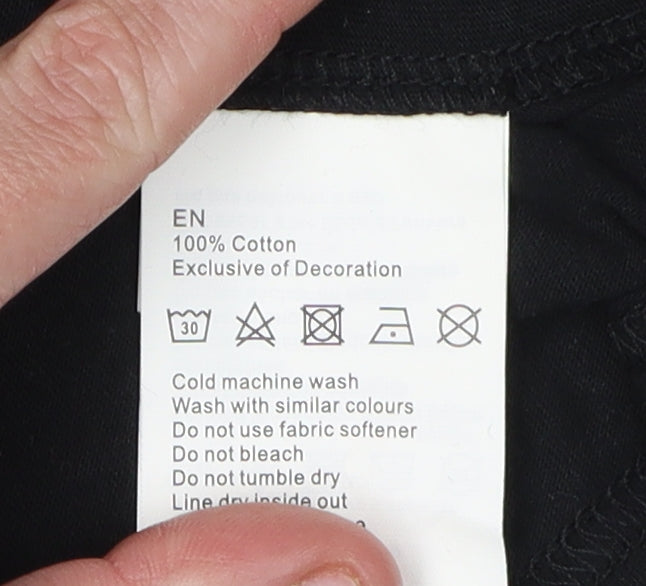 EN
100% Cotton
Exclusive of Decoration
30
Cold machine wash
Wash with similar colours
Do not use fabric softener
Do not bleach
Do not tumble dry
Line dry inside out